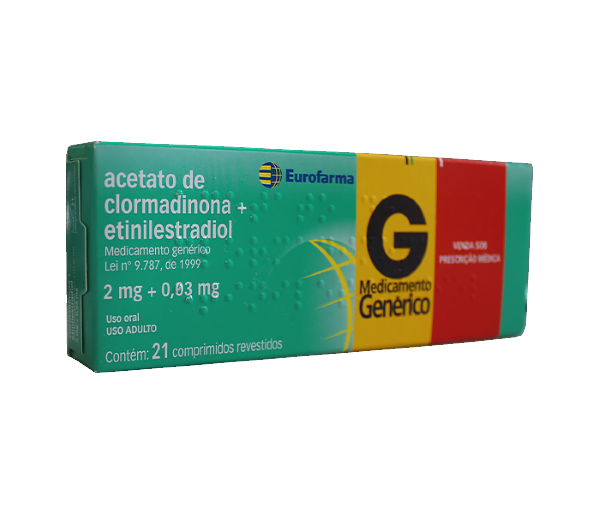 acetato de
clormadinona +
etinilestradiol
Medicamento genérico
Lei nº 9.787, de 1999
2 mg + 0,03 mg
Uso oral
USO ADULTO
Contém: 21 comprimidos revestidos
Eurofarma
G
Medicamento
Genérico
VENDA SOB
PRESCRIÇÃO MÉDICA